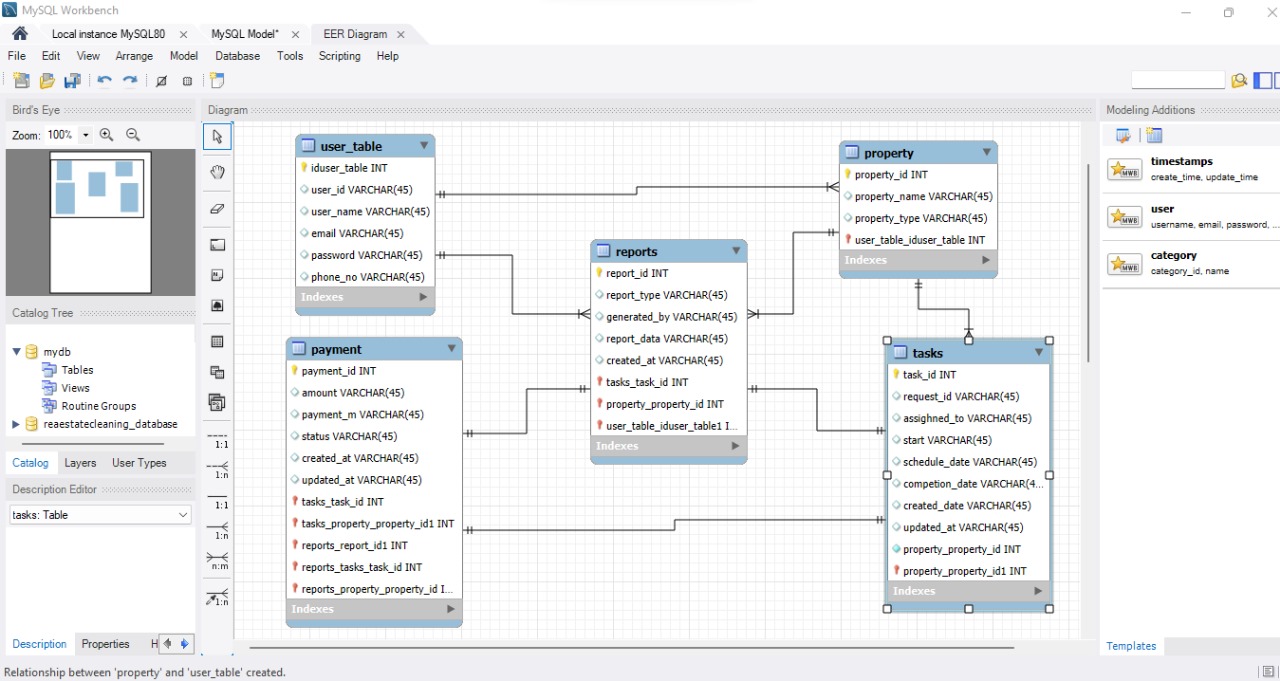 MySQL Workbench
Local instance MySQL80
MySQL Model*
EER Diagram
File Edit View Arrange Model Database Tools Scripting Help
Bird's Eye
Zoom: 100%
Catalog Tree
mydb
Tables
Views
Routine Groups
reaestatecleaning_database
Catalog Layers User Types
Description Editor
tasks: Table
Description Properties H
1:1
1:n
1:1
1:n
n:m
1:n
Diagram
user_table
iduser_table INT
user_id VARCHAR(45)
user_name VARCHAR(45)
email VARCHAR(45)
password VARCHAR(45)
phone_no VARCHAR(45)
Indexes
payment
payment_id INT
amount VARCHAR(45)
payment_m VARCHAR(45)
status VARCHAR(45)
created_at VARCHAR(45)
updated_at VARCHAR(45)
tasks_task_id INT
tasks_property_property_id1 INT
reports_report_id1 INT
reports_tasks_task_id INT
reports_property_property_id I...
Indexes
reports
report_id INT
report_type VARCHAR(45)
generated_by VARCHAR(45)
report_data VARCHAR(45)
created_at VARCHAR(45)
tasks_task_id INT
property_property_id INT
user_table_iduser_table1 I...
Indexes
property
property_id INT
property_name VARCHAR(45)
property_type VARCHAR(45)
user_table_iduser_table INT
Indexes
tasks
task_id INT
request_id VARCHAR(45)
assighned_to VARCHAR(45)
start VARCHAR(45)
schedule_date VARCHAR(45)
competion_date VARCHAR(4...
created_date VARCHAR(45)
updated_at VARCHAR(45)
property_property_id INT
property_property_id1 INT
Indexes
Modeling Additions
MWB
timestamps
create_time, update_time
MWB
user
username, email, password, ...
MWB
category
category_id, name
Templates
Relationship between 'property' and 'user_table' created.